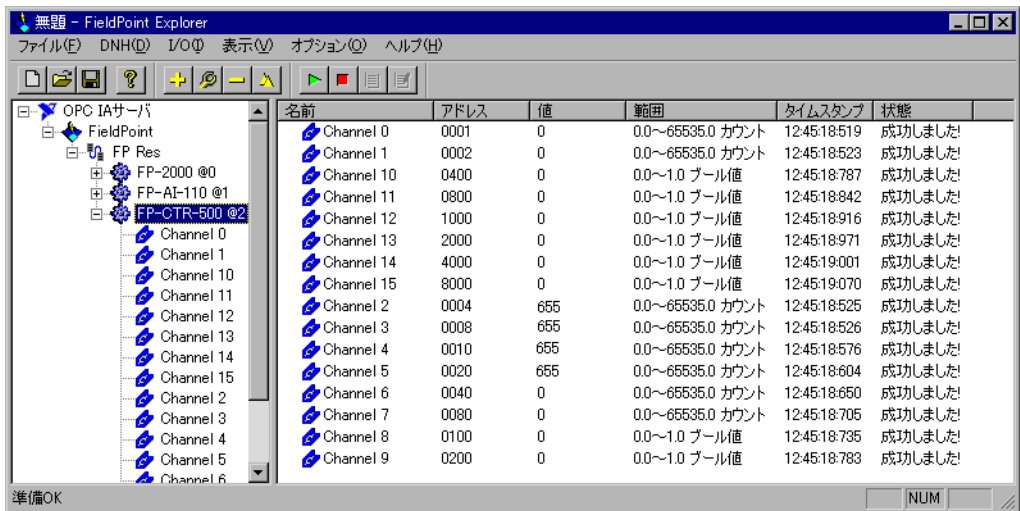 無題 - FieldPoint Explorer
ファイル(F) DNH(D) I/O(I) 表示(V) オプション(O) ヘルプ(H)
OPC IAサーバ
FieldPoint
FP Res
FP-2000 @0
FP-AI-110 @1
FP-CTR-500 @2
Channel 0
Channel 1
Channel 10
Channel 11
Channel 12
Channel 13
Channel 14
Channel 15
Channel 2
Channel 3
Channel 4
Channel 5
Channel 6
名前 アドレス 値 範囲 タイムスタンプ 状態
Channel 0 0001 0 0.0～65535.0 カウント 12:45:18:519 成功しました!
Channel 1 0002 0 0.0～65535.0 カウント 12:45:18:523 成功しました!
Channel 10 0400 0 0.0～1.0 ブール値 12:45:18:787 成功しました!
Channel 11 0800 0 0.0～1.0 ブール値 12:45:18:842 成功しました!
Channel 12 1000 0 0.0～1.0 ブール値 12:45:18:916 成功しました!
Channel 13 2000 0 0.0～1.0 ブール値 12:45:18:971 成功しました!
Channel 14 4000 0 0.0～1.0 ブール値 12:45:19:001 成功しました!
Channel 15 8000 0 0.0～1.0 ブール値 12:45:19:070 成功しました!
Channel 2 0004 655 0.0～65535.0 カウント 12:45:18:525 成功しました!
Channel 3 0008 655 0.0～65535.0 カウント 12:45:18:526 成功しました!
Channel 4 0010 655 0.0～65535.0 カウント 12:45:18:576 成功しました!
Channel 5 0020 655 0.0～65535.0 カウント 12:45:18:604 成功しました!
Channel 6 0040 0 0.0～65535.0 カウント 12:45:18:650 成功しました!
Channel 7 0080 0 0.0～65535.0 カウント 12:45:18:705 成功しました!
Channel 8 0100 0 0.0～1.0 ブール値 12:45:18:735 成功しました!
Channel 9 0200 0 0.0～1.0 ブール値 12:45:18:783 成功しました!
準備OK NUM